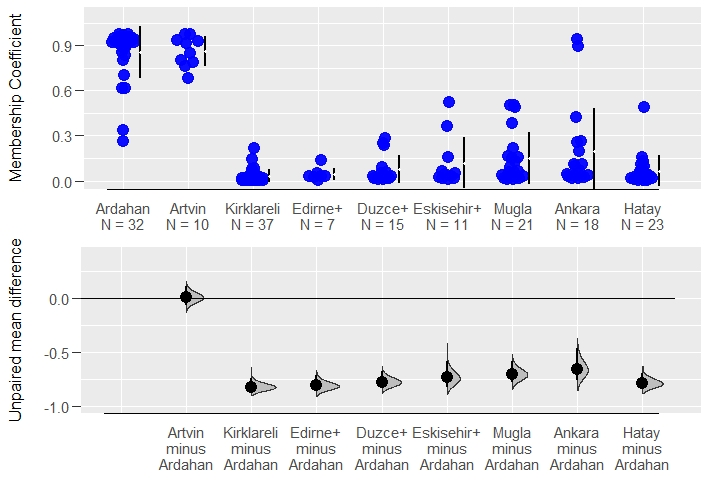 Membership Coefficient
0.9
0.6
0.3
0.0
Ardahan Artvin Kirklareli Edirne+ Duzce+ Eskisehir+ Mugla Ankara Hatay
N = 32 N = 10 N = 37 N = 7 N = 15 N = 11 N = 21 N = 18 N = 23
Unpaired mean difference
0.0
-0.5
-1.0
Artvin Kirklareli Edirne+ Duzce+ Eskisehir+ Mugla Ankara Hatay
minus minus minus minus minus minus minus minus
Ardahan Ardahan Ardahan Ardahan Ardahan Ardahan Ardahan Ardahan